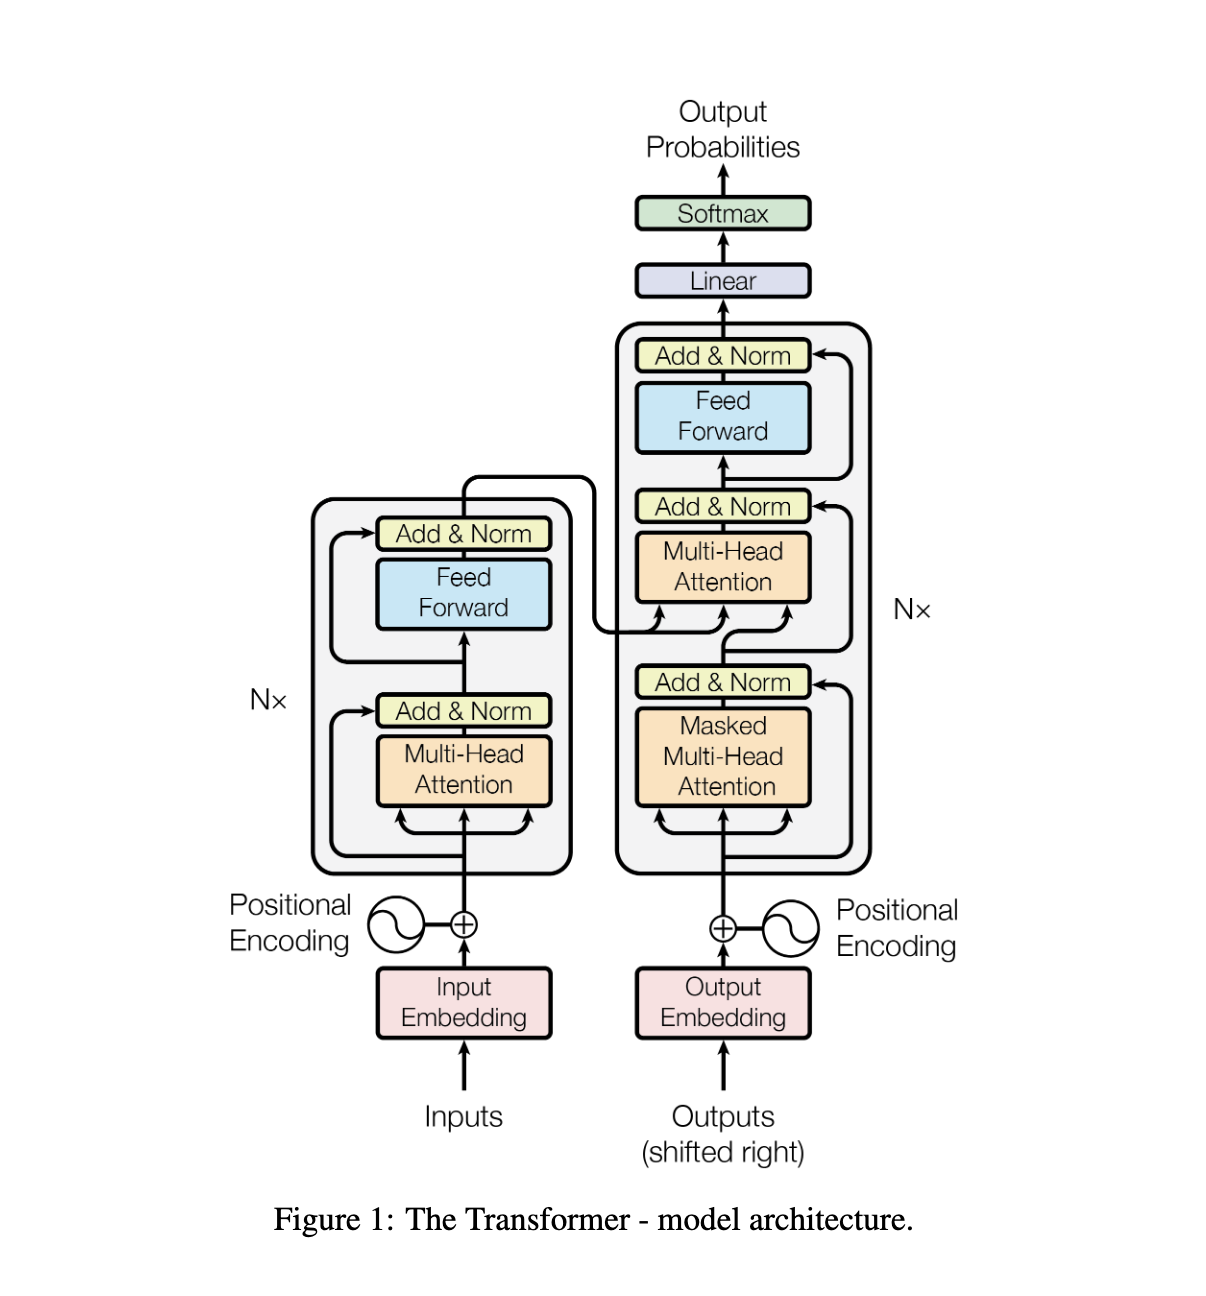 Output
Probabilities
Softmax
Linear
Add & Norm
Feed
Forward
Add & Norm
Multi-Head
Attention
Add & Norm
Masked
Multi-Head
Attention
N×
Add & Norm
Feed
Forward
Add & Norm
Multi-Head
Attention
N×
Positional
Encoding
Positional
Encoding
Input
Embedding
Output
Embedding
Inputs
Outputs
(shifted right)
Figure 1: The Transformer - model architecture.